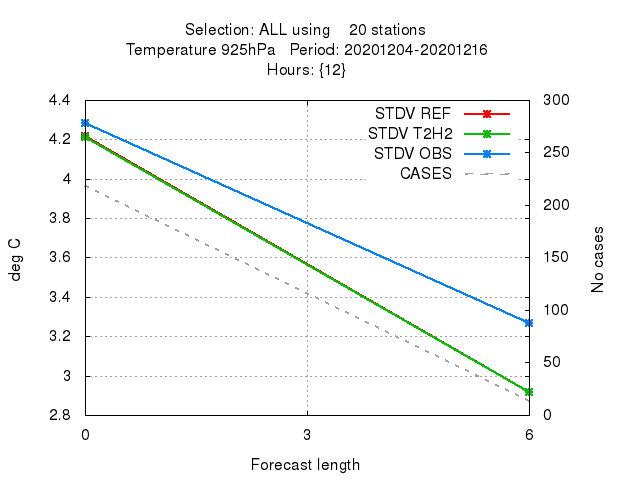 Selection: ALL using    20 stations
Temperature 925hPa   Period: 20201204-20201216
Hours: {12}
STDV REF
STDV T2H2
STDV OBS
CASES
4.4
4.2
4
3.8
3.6
3.4
3.2
3
2.8
deg C
300
250
200
150
100
50
0
No cases
0
3
6
Forecast length